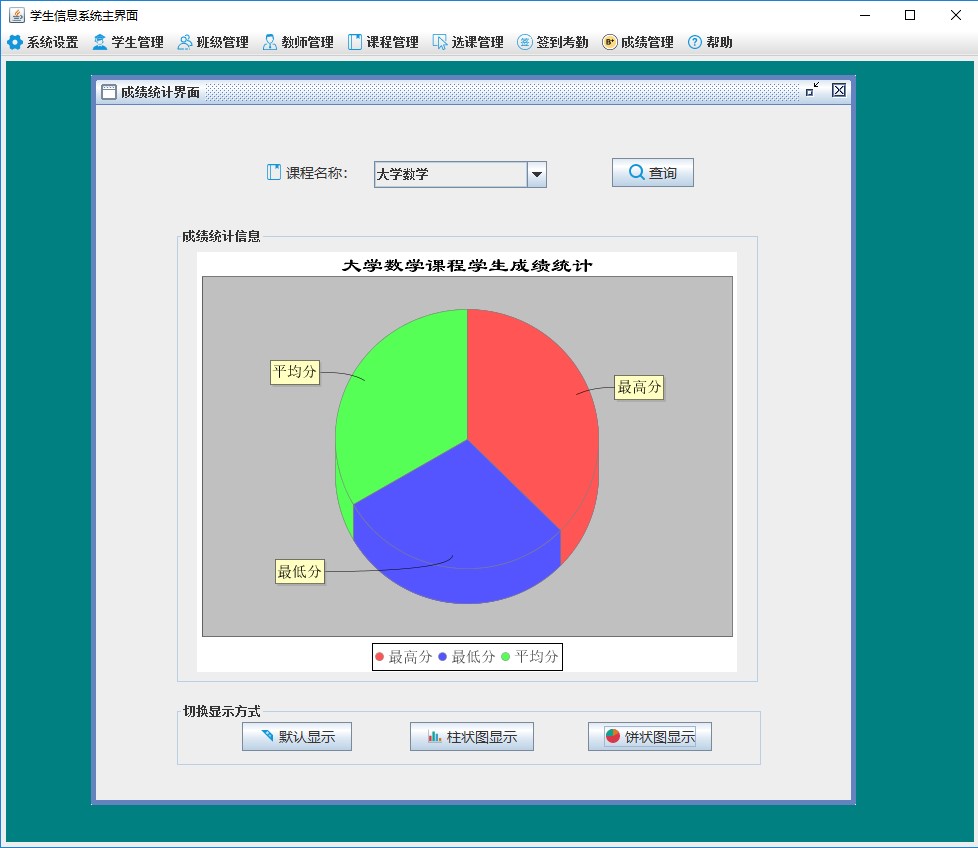 学生信息系统主界面
系统设置 学生管理 班级管理 教师管理 课程管理 选课管理 签 签到考勤 B+ 成绩管理 ? 帮助
成绩统计界面
课程名称: 大学数学 查询
成绩统计信息
大学数学课程学生成绩统计
平均分
最高分
最低分
最高分 最低分 平均分
切换显示方式
默认显示 柱状图显示 饼状图显示